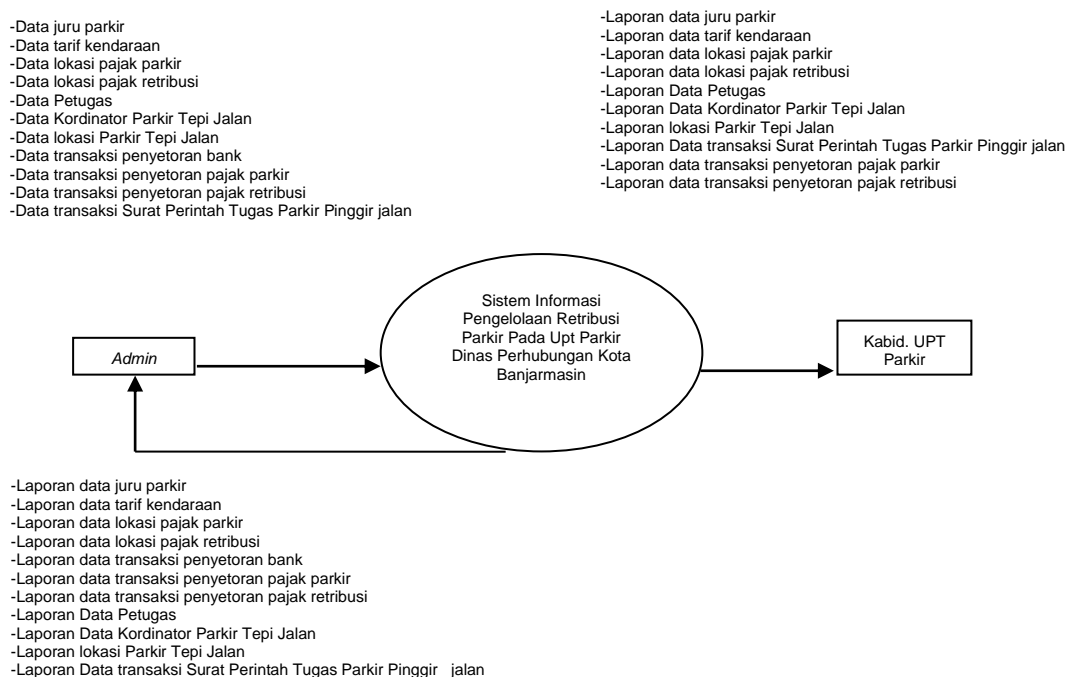 -Data juru parkir
-Data tarif kendaraan
-Data lokasi pajak parkir
-Data lokasi pajak retribusi
-Data Petugas
-Data Kordinator Parkir Tepi Jalan
-Data lokasi Parkir Tepi Jalan
-Data transaksi penyetoran bank
-Data transaksi penyetoran pajak parkir
-Data transaksi penyetoran pajak retribusi
-Data transaksi Surat Perintah Tugas Parkir Pinggir jalan
-Laporan data juru parkir
-Laporan data tarif kendaraan
-Laporan data lokasi pajak parkir
-Laporan data lokasi pajak retribusi
-Laporan Data Petugas
-Laporan Data Kordinator Parkir Tepi Jalan
-Laporan lokasi Parkir Tepi Jalan
-Laporan Data transaksi Surat Perintah Tugas Parkir Pinggir jalan
-Laporan data transaksi penyetoran pajak parkir
-Laporan data transaksi penyetoran pajak retribusi
Admin
Sistem Informasi
Pengelolaan Retribusi
Parkir Pada Upt Parkir
Dinas Perhubungan Kota
Banjarmasin
Kabid. UPT
Parkir
-Laporan data juru parkir
-Laporan data tarif kendaraan
-Laporan data lokasi pajak parkir
-Laporan data lokasi pajak retribusi
-Laporan data transaksi penyetoran bank
-Laporan data transaksi penyetoran pajak parkir
-Laporan data transaksi penyetoran pajak retribusi
-Laporan Data Petugas
-Laporan Data Kordinator Parkir Tepi Jalan
-Laporan lokasi Parkir Tepi Jalan
-Laporan Data transaksi Surat Perintah Tugas Parkir Pinggir jalan